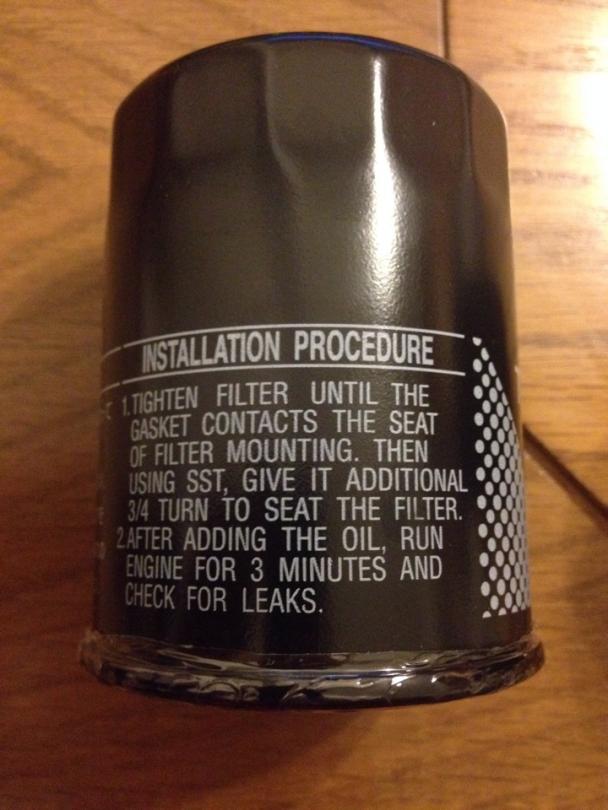 INSTALLATION PROCEDURE
1.TIGHTEN FILTER UNTIL THE
GASKET CONTACTS THE SEAT
OF FILTER MOUNTING. THEN
USING SST, GIVE IT ADDITIONAL
3/4 TURN TO SEAT THE FILTER.
2.AFTER ADDING THE OIL, RUN
ENGINE FOR 3 MINUTES AND
CHECK FOR LEAKS.